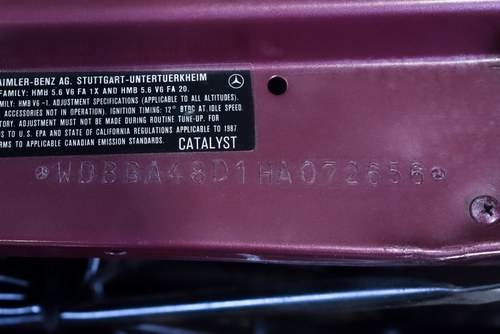 AIMLER-BENZ AG. STUTTGART-UNTERTUERKHEIM
FAMILY: HMB 5.6 V6 FA 1X AND HMB 5.6 V6 FA 20.
MILY: HMB V6 -1. ADJUSTMENT SPECIFICATIONS (APPLICABLE TO ALL ALTITUDES).
ACCESSORIES NOT IN OPERATION). IGNITION TIMING: 12° BTDC AT.IDLE SPEED.
TORY. ADJUSTMENT MUST NOT BE MADE DURING ROUTINE TUNE-UP. FOR
S TO U.S. EPA AND STATE OF CALIFORNIA REGULATIONS APPLICABLE TO 1987
RMS TO APPLICABLE CANADIAN EMISSION STANDARDS.
CATALYST
WDBBA48D1HA072656